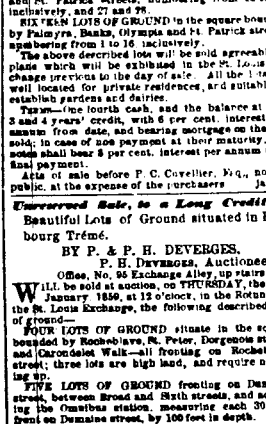 and St. Patrick streets, numbering from
inclusively, and 27 and 28.
SIXTEEN LOTS OF GROUND in the square boun
by Palmyra, Banks, Olympia and St. Patrick stre
numbering from 1 to 16, inclusively.
The above described lots will be sold agreeabl
plans which will be exhibited in the St. Louis
change previous to the day of sale. All the l
well located for private residences, and suitabl
establish gardens and dairies.
TERMS—One fourth cash, and the balance at
3 and 4 years' credit, with 6 per cent. interest
annum from date, and bearing mortgage on the
sold; in case of non payment at their maturity,
notes shall bear 8 per cent. interest per annum
final payment.
Acts of sale before P. C. Cuvellier, Esq., no
public, at the expense of the purchasers ja
Unreserved Sale, to a Long Credit
Beautiful Lots of Ground situated in F
bourg Trémé.
BY P. & P. H. DEVERGES.
P. H. DEVERGES, Auctionee
Office, No. 95 Exchange Alley, up stairs
WILL be sold at auction, on THURSDAY, the
January 1859, at 12 o'clock, in the Rotun
the St. Louis Exchange, the following described
of ground—
FOUR LOTS OF GROUND situate in the sq
bounded by Rocheblave, St. Peter, Dorgenois st
and Carondelet Walk—all fronting on Rochel
street; three lots are high land, and require n
ing up.
FIVE LOTS OF GROUND fronting on Dum
street, between Broad and Sixth streets, and a
ing the Omnibus station, measuring each 30
front on Dumaine street, by 100 feet in depth.